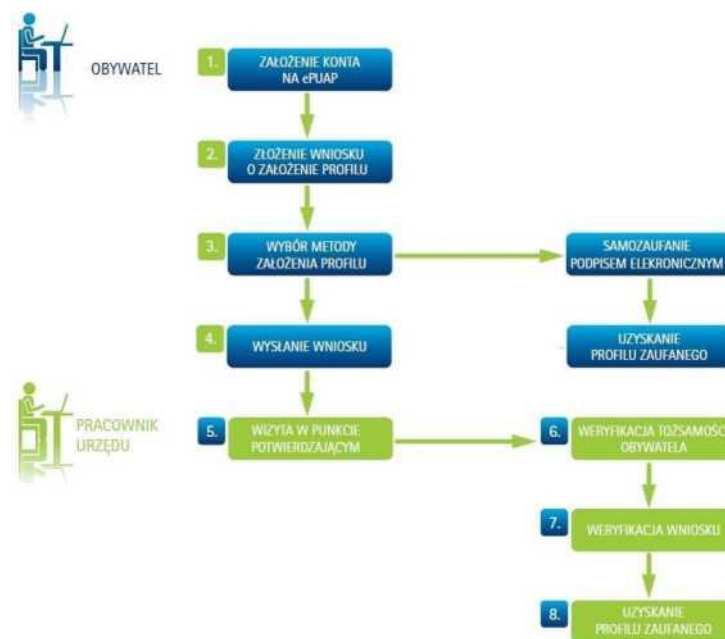 OBYWATEL
1.
ZAŁOŻENIE KONTA
NA ePUAP
2.
ZŁOŻENIE WNIOSKU
O ZAŁOŻENIE PROFILU
3.
WYBÓR METODY
ZAŁOŻENIA PROFILU
SAMOZAUFANIE
PODPISEM ELEKRONICZNYM
4.
WYSŁANIE WNIOSKU
UZYSKANIE
PROFILU ZAUFANEGO
PRACOWNIK
URZĘDU
5.
WIZYTA W PUNKCIE
POTWIERDZAJĄCYM
6.
WERYFIKACJA TOŻSAMOŚC
OBYWATELA
7.
WERYFIKACJA WNIOSKU
8.
UZYSKANIE
PROFILU ZAUFANEGO